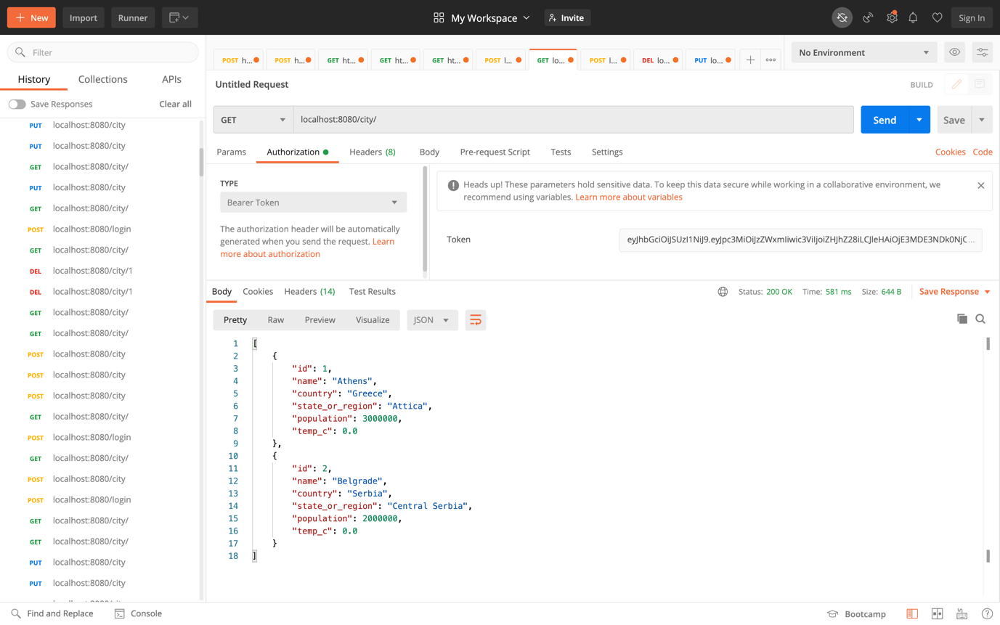 New
Import
Runner
My Workspace
Invite
Sign In
Filter
History
Collections
APIs
Save Responses
Clear all
PUT localhost:8080/city
PUT localhost:8080/city
GET localhost:8080/city/
PUT localhost:8080/city
GET localhost:8080/city/
POST localhost:8080/login
GET localhost:8080/city/
DEL localhost:8080/city/1
DEL localhost:8080/city/1
GET localhost:8080/city/
GET localhost:8080/city/
POST localhost:8080/city
POST localhost:8080/city
POST localhost:8080/city
GET localhost:8080/city/
POST localhost:8080/login
GET localhost:8080/city/
POST localhost:8080/city
POST localhost:8080/login
GET localhost:8080/city/
GET localhost:8080/city/
PUT localhost:8080/city
PUT localhost:8080/city
POST h...
POST h...
GET ht...
GET ht...
GET ht...
POST l...
GET lo...
POST l...
DEL lo...
PUT lo...
No Environment
Untitled Request
BUILD
GET
localhost:8080/city/
Send
Save
Params
Authorization
Headers (8)
Body
Pre-request Script
Tests
Settings
Cookies
Code
TYPE
Bearer Token
The authorization header will be automatically
generated when you send the request. Learn
more about authorization
Heads up! These parameters hold sensitive data. To keep this data secure while working in a collaborative environment, we
recommend using variables. Learn more about variables
Token
Body
Cookies
Headers (14)
Test Results
Status: 200 OK
Time: 581 ms
Size: 644 B
Save Response
Pretty
Raw
Preview
Visualize
JSON
1 [
2 {
3 "id": 1,
4 "name": "Athens",
5 "country": "Greece",
6 "state_or_region": "Attica",
7 "population": 3000000,
8 "temp_c": 0.0
9 },
10 {
11 "id": 2,
12 "name": "Belgrade",
13 "country": "Serbia",
14 "state_or_region": "Central Serbia",
15 "population": 2000000,
16 "temp_c": 0.0
17 }
18 ]
Find and Replace
Console
Bootcamp